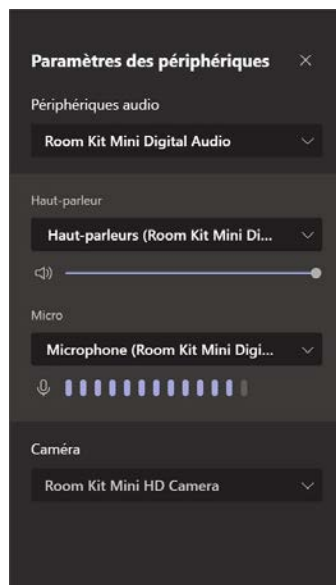 Paramètres des périphériques
Périphériques audio
Room Kit Mini Digital Audio
Haut-parleur
Haut-parleurs (Room Kit Mini Di...
Micro
Microphone (Room Kit Mini Digi...
Caméra
Room Kit Mini HD Camera